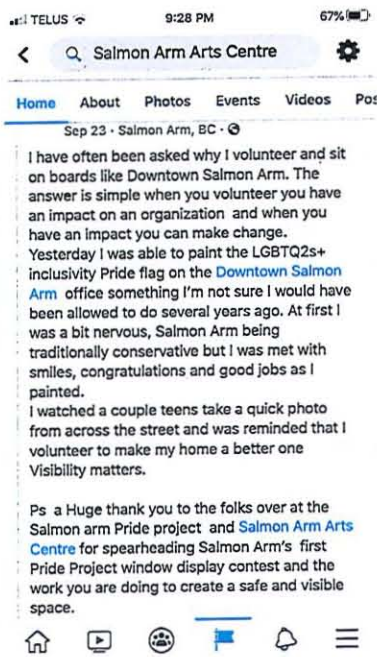 TELUS 9:28 PM 67%
Salmon Arm Arts Centre
Home About Photos Events Videos Pos
Sep 23 · Salmon Arm, BC ·
I have often been asked why I volunteer and sit
on boards like Downtown Salmon Arm. The
answer is simple when you volunteer you have
an impact on an organization and when you
have an impact you can make change.
Yesterday I was able to paint the LGBTQ2s+
inclusivity Pride flag on the Downtown Salmon
Arm office something I'm not sure I would have
been allowed to do several years ago. At first I
was a bit nervous, Salmon Arm being
traditionally conservative but I was met with
smiles, congratulations and good jobs as I
painted.
I watched a couple teens take a quick photo
from across the street and was reminded that I
volunteer to make my home a better one
Visibility matters.
Ps a Huge thank you to the folks over at the
Salmon arm Pride project and Salmon Arm Arts
Centre for spearheading Salmon Arm's first
Pride Project window display contest and the
work you are doing to create a safe and visible
space.